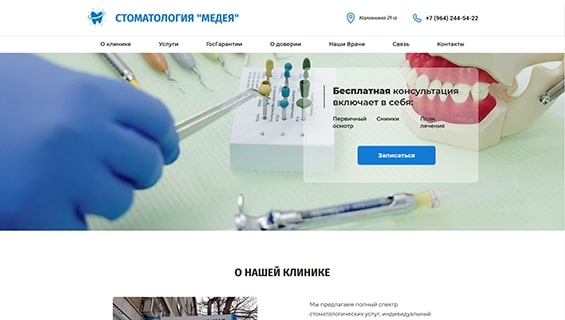 СТОМАТОЛОГИЯ "МЕДЕЯ"
Калинина 21-а
+7 (964) 244-54-22
О клинике Услуги ГосГарантии О доверии Наши Врачи Связь Контакты
Бесплатная консультация
включает в себя:
Первичный осмотр
Снимки
План лечения
Записаться
О НАШЕЙ КЛИНИКЕ
Мы предлагаем полный спектр
стоматологических услуг, индивидуальный